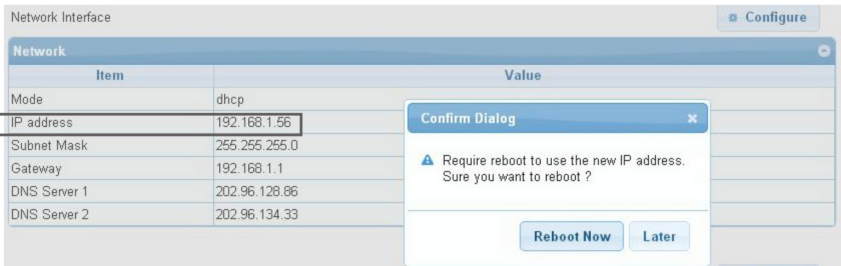 Network Interface
Configure
Network
Item Value
Mode dhcp
IP address 192.168.1.56
Subnet Mask 255.255.255.0
Gateway 192.168.1.1
DNS Server 1 202.96.128.86
DNS Server 2 202.96.134.33
Confirm Dialog
Require reboot to use the new IP address.
Sure you want to reboot ?
Reboot Now Later